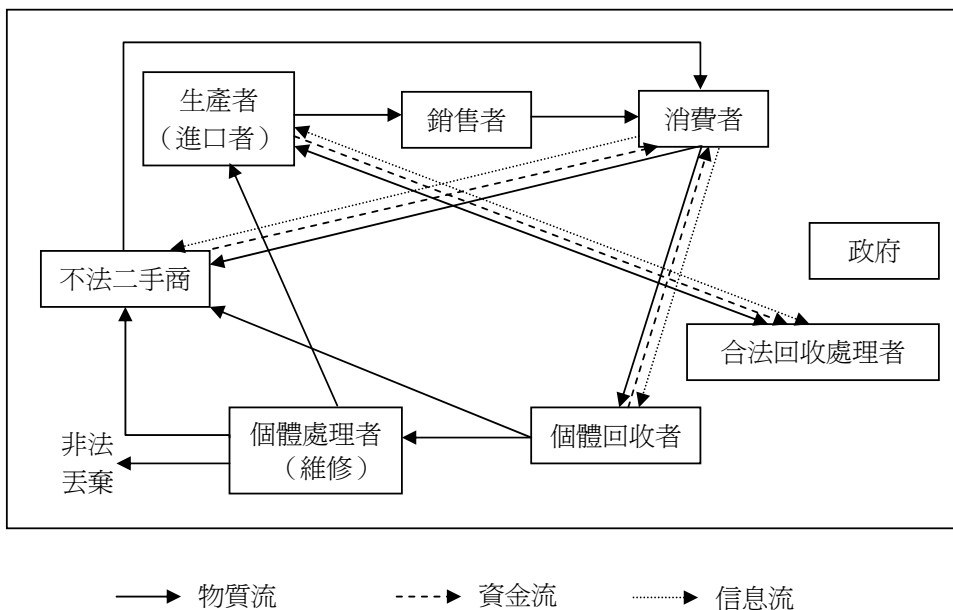 生產者
（進口者）
銷售者
消費者
政府
不法二手商
合法回收處理者
個體處理者
（維修）
個體回收者
非法
丟棄
物質流
資金流
信息流